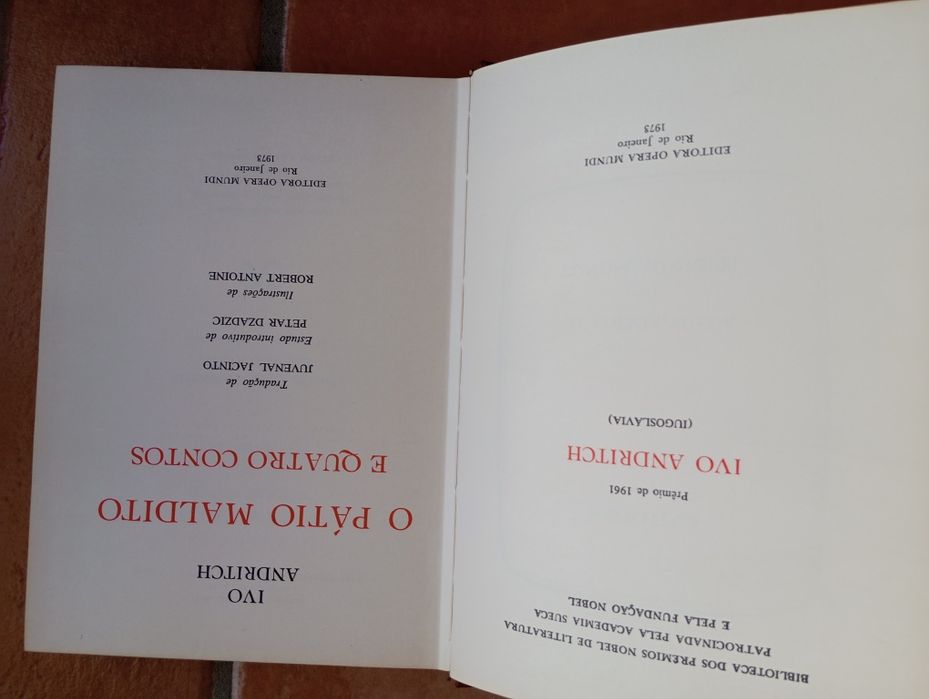 BIBLIOTECA DOS PRÊMIOS NOBEL DE LITERATURA
PATROCINADA PELA ACADEMIA SUECA
E PELA FUNDAÇÃO NOBEL
Prêmio de 1961
IVO ANDRITCH
(IUGOSLÁVIA)
EDITORA OPERA MUNDI
Rio de Janeiro
1973
IVO
ANDRITCH
O PÁTIO MALDITO
E QUATRO CONTOS
Tradução de
JUVENAL JACINTO
Estudo introdutivo de
PETAR DZADZIC
Ilustrações de
ROBERT ANTOINE
EDITORA OPERA MUNDI
Rio de Janeiro
1973